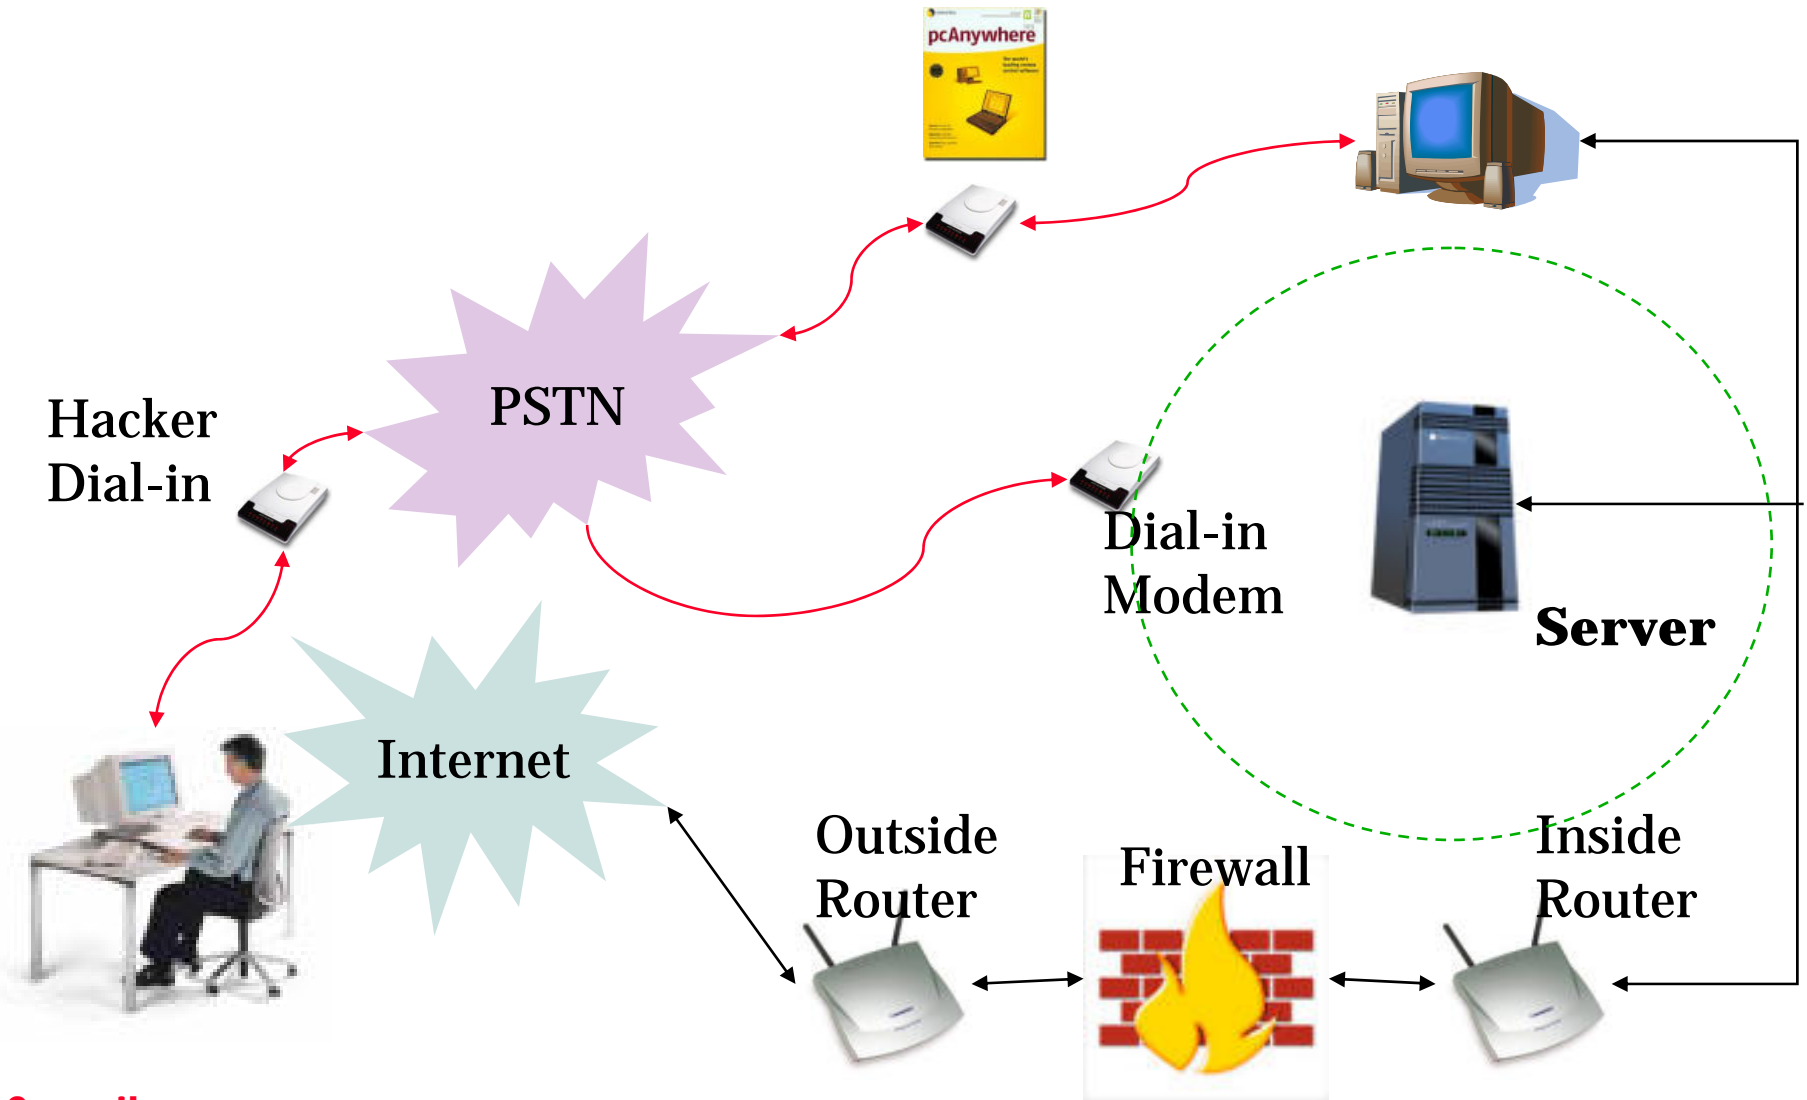 pcAnywhere
Hacker
Dial-in
PSTN
Dial-in
Modem
Server
Internet
Outside
Router
Firewall
Inside
Router